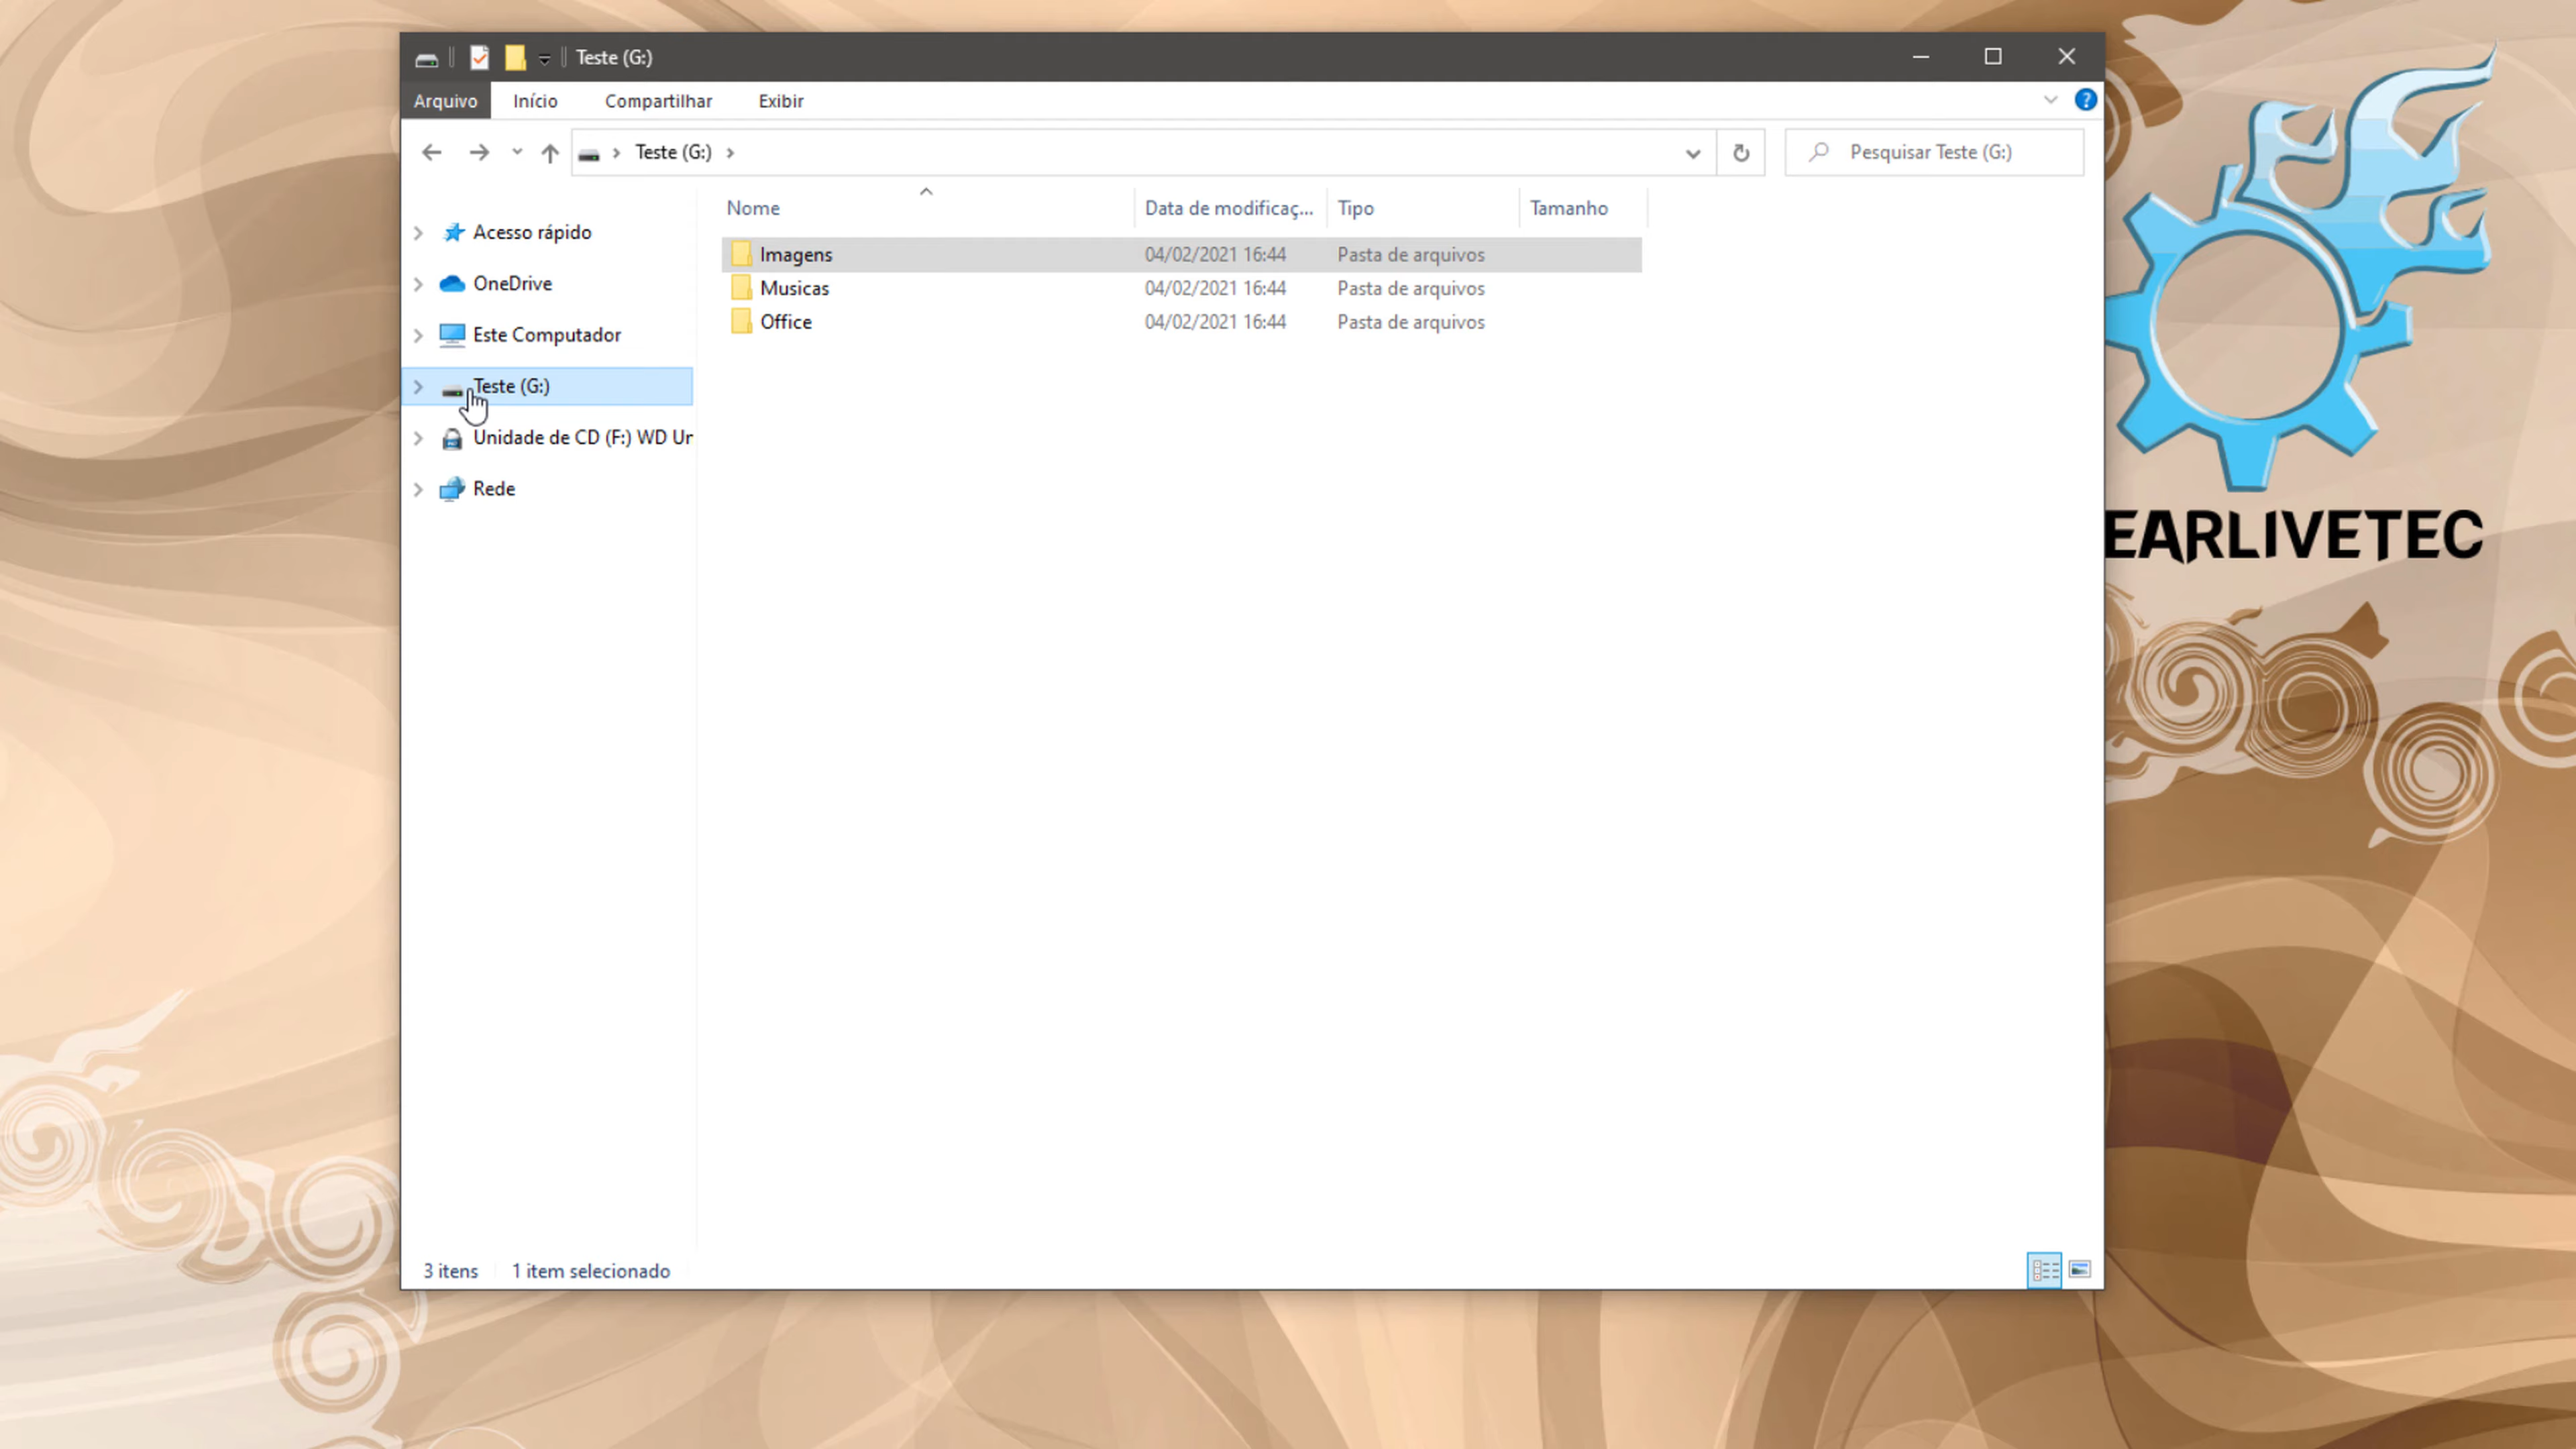 Teste (G:)
Arquivo Início Compartilhar Exibir
Teste (G:) Pesquisar Teste (G:)
Nome Data de modificaç... Tipo Tamanho
Acesso rápido
OneDrive
Este Computador
Teste (G:)
Unidade de CD (F:) WD Un
Rede
Imagens 04/02/2021 16:44 Pasta de arquivos
Musicas 04/02/2021 16:44 Pasta de arquivos
Office 04/02/2021 16:44 Pasta de arquivos
3 itens 1 item selecionado
EARLIVETEC